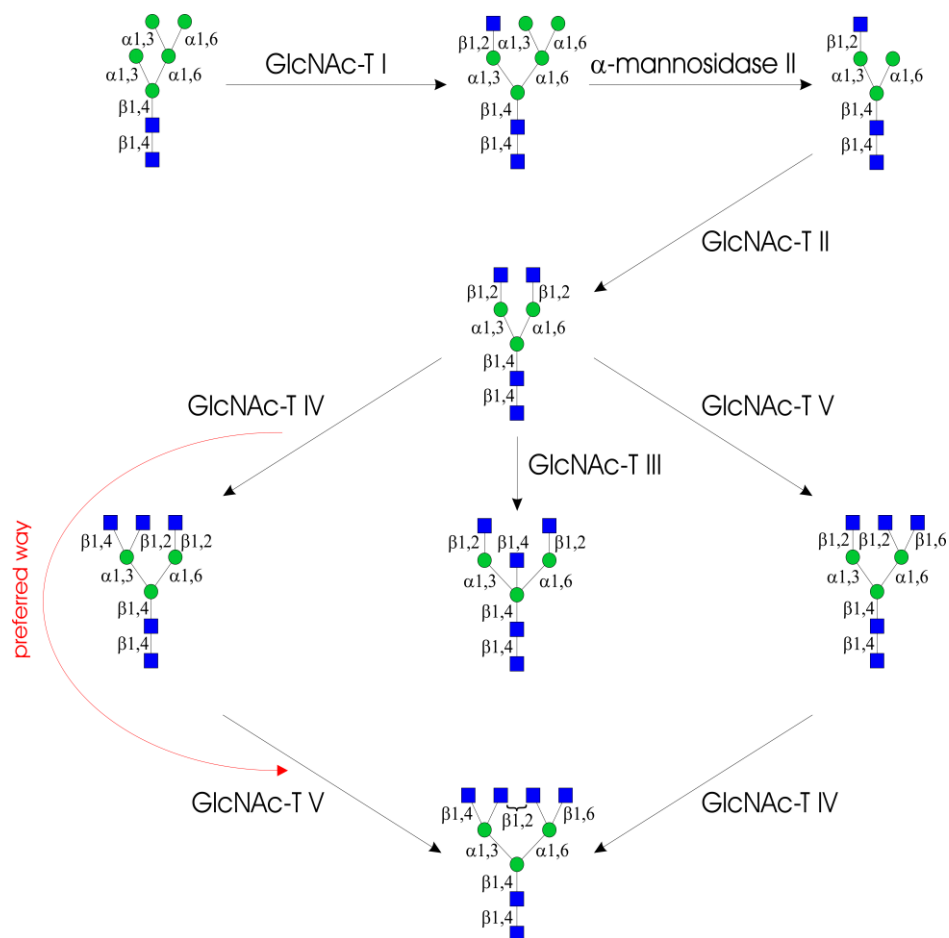 α1,3 α1,6
α1,3 α1,6
β1,4
β1,4
GlcNAc-T I
β1,2 α1,3 α1,6
α1,3 α1,6
β1,4
β1,4
α-mannosidase II
β1,2
α1,3 α1,6
β1,4
β1,4
GlcNAc-T II
β1,2 β1,2
α1,3 α1,6
β1,4
β1,4
GlcNAc-T IV
GlcNAc-T III
GlcNAc-T V
preferred way
β1,4 β1,2 β1,2
α1,3 α1,6
β1,4
β1,4
β1,2 β1,4 β1,2
α1,3 α1,6
β1,4
β1,4
β1,2 β1,2 β1,6
α1,3 α1,6
β1,4
β1,4
GlcNAc-T V
GlcNAc-T IV
β1,4 β1,2 β1,6
α1,3 α1,6
β1,4
β1,4